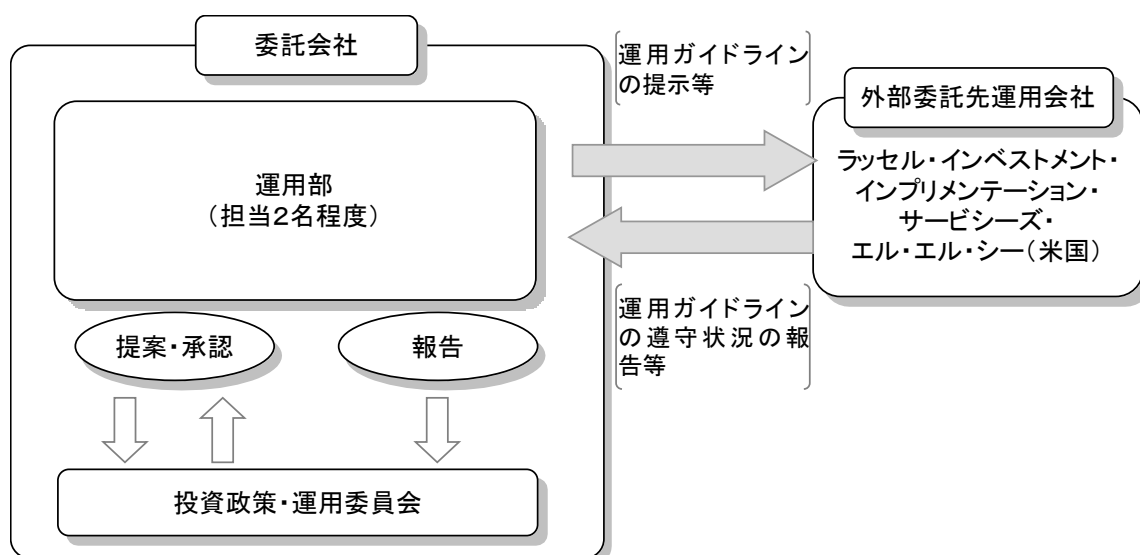 委託会社
運用部
（担当2名程度）
提案・承認
報告
投資政策・運用委員会
運用ガイドライン
の提示等
運用ガイドライン
の遵守状況の報
告等
外部委託先運用会社
ラッセル・インベストメント・
インプリメンテーション・
サービシーズ・
エル・エル・シー（米国）